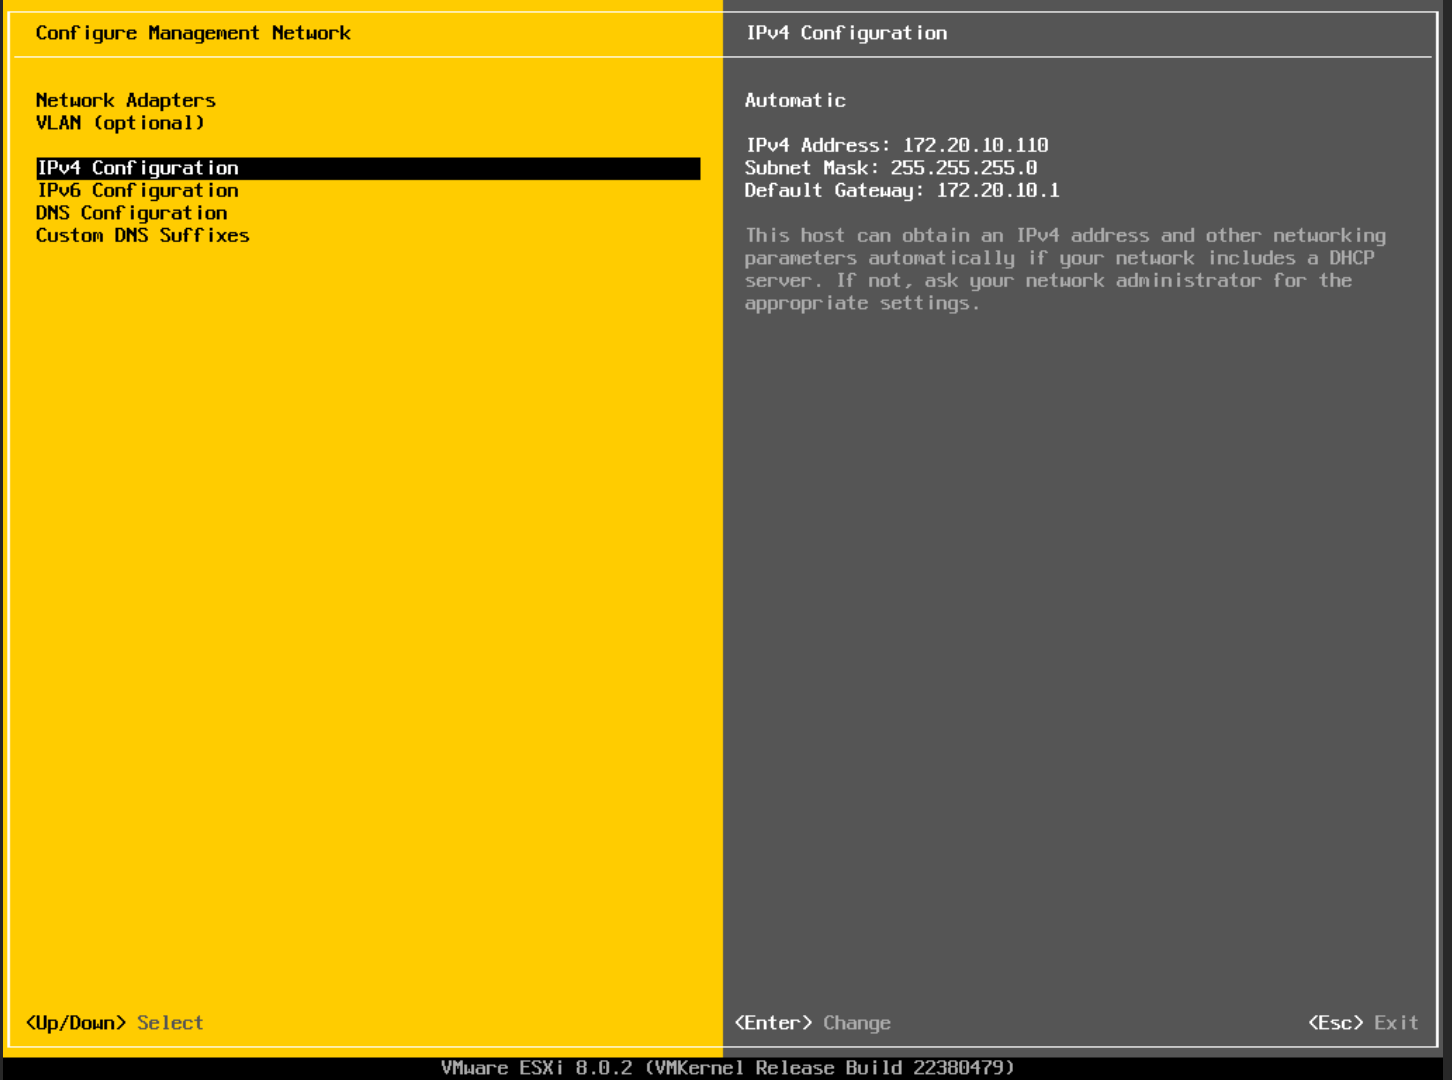 Configure Management Network
Network Adapters
VLAN (optional)
IPv4 Configuration
IPv6 Configuration
DNS Configuration
Custom DNS Suffixes
<Up/Down> Select
IPv4 Configuration
Automatic
IPv4 Address: 172.20.10.110
Subnet Mask: 255.255.255.0
Default Gateway: 172.20.10.1
This host can obtain an IPv4 address and other networking
parameters automatically if your network includes a DHCP
server. If not, ask your network administrator for the
appropriate settings.
<Enter> Change
<Esc> Exit
VMware ESXi 8.0.2 (VMKernel Release Build 22380479)